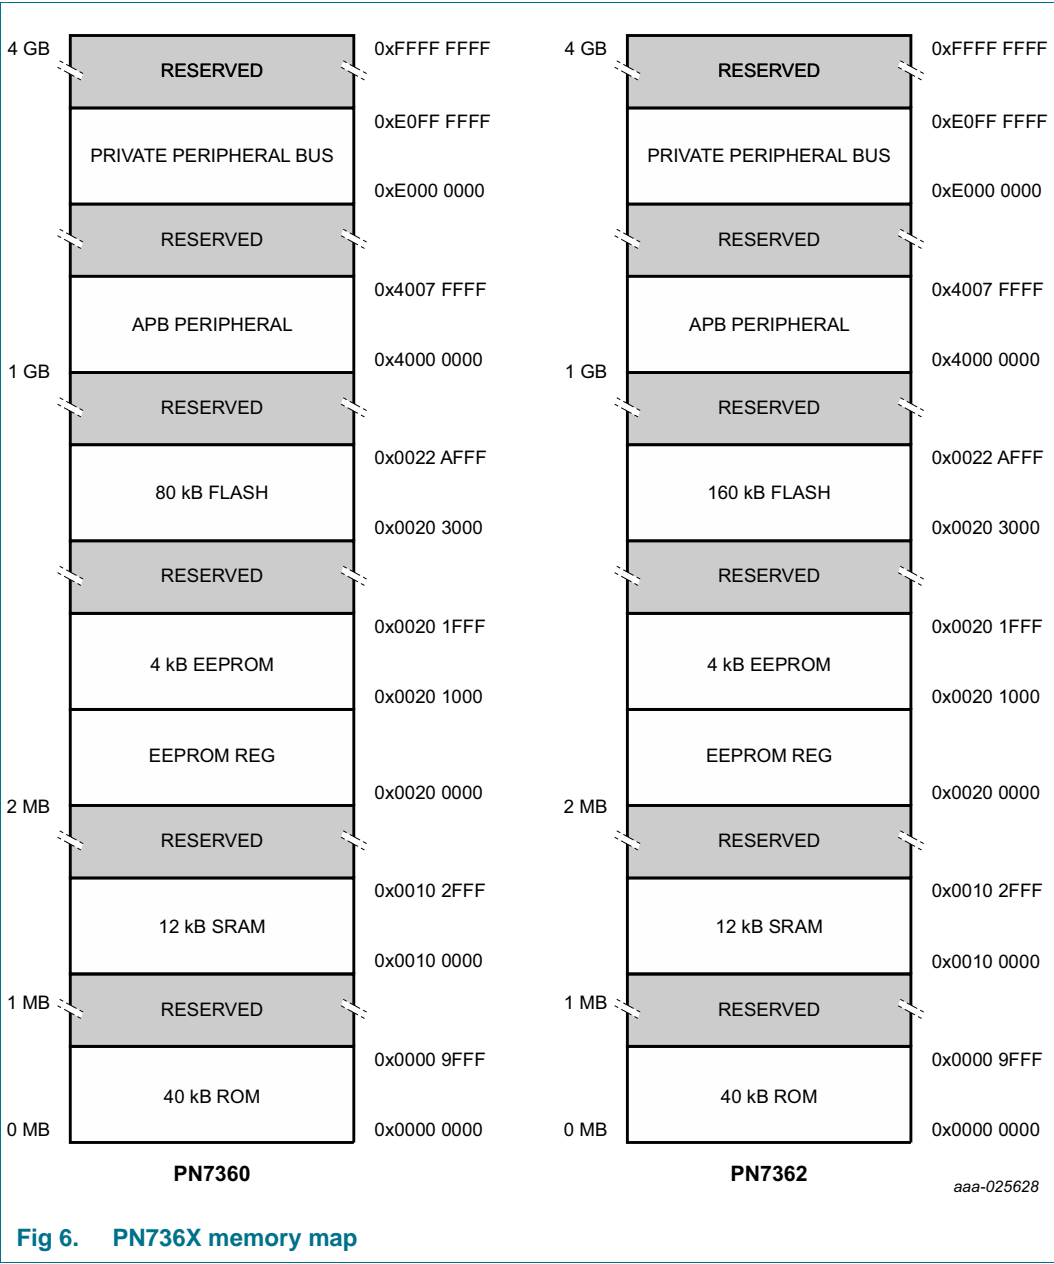 4 GB
RESERVED
0xFFFF FFFF
0xE0FF FFFF
PRIVATE PERIPHERAL BUS
0xE000 0000
RESERVED
0x4007 FFFF
APB PERIPHERAL
0x4000 0000
1 GB
RESERVED
0x0022 AFFF
80 kB FLASH
0x0020 3000
RESERVED
0x0020 1FFF
4 kB EEPROM
0x0020 1000
EEPROM REG
0x0020 0000
2 MB
RESERVED
0x0010 2FFF
12 kB SRAM
0x0010 0000
1 MB
RESERVED
0x0000 9FFF
40 kB ROM
0 MB
0x0000 0000
PN7360
4 GB
RESERVED
0xFFFF FFFF
0xE0FF FFFF
PRIVATE PERIPHERAL BUS
0xE000 0000
RESERVED
0x4007 FFFF
APB PERIPHERAL
0x4000 0000
1 GB
RESERVED
0x0022 AFFF
160 kB FLASH
0x0020 3000
RESERVED
0x0020 1FFF
4 kB EEPROM
0x0020 1000
EEPROM REG
0x0020 0000
2 MB
RESERVED
0x0010 2FFF
12 kB SRAM
0x0010 0000
1 MB
RESERVED
0x0000 9FFF
40 kB ROM
0 MB
0x0000 0000
PN7362
aaa-025628
Fig 6. PN736X memory map